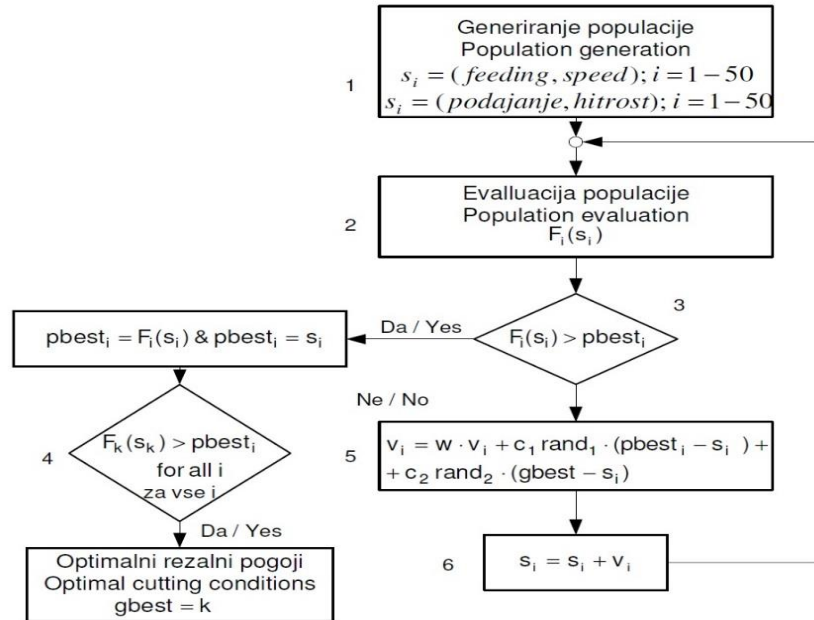 Generiranje populacije
Population generation
s_i = (feeding, speed); i = 1 − 50
s_i = (podajanje, hitrost); i = 1 − 50
1
Evalluacija populacije
Population evaluation
F_i(s_i)
2
3
F_i(s_i) > pbest_i
Da / Yes
pbest_i = F_i(s_i) & pbest_i = s_i
Ne / No
F_k(s_k) > pbest_i
for all i
za vse i
4
5
v_i = w · v_i + c_1 rand_1 · (pbest_i − s_i ) +
+ c_2 rand_2 · (gbest − s_i)
Da / Yes
Optimalni rezalni pogoji
Optimal cutting conditions
gbest = k
6
s_i = s_i + v_i